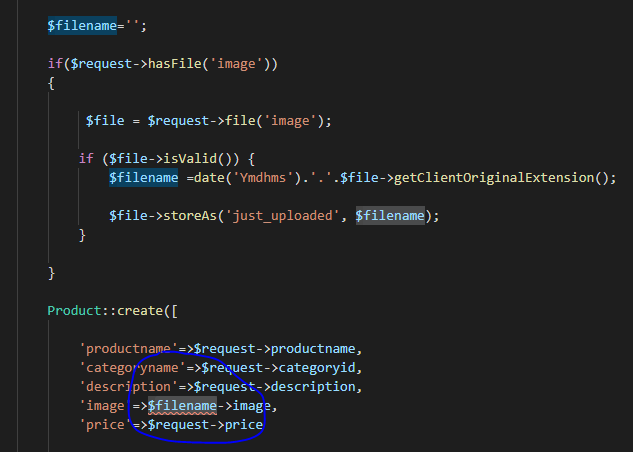 $filename='';
if($request->hasFile('image'))
{
$file = $request->file('image');
if ($file->isValid()) {
$filename =date('Ymdhms').'.'.$file->getClientOriginalExtension();
$file->storeAs('just_uploaded', $filename);
}
}
Product::create([
'productname'=>$request->productname,
'categoryname'=>$request->categoryid,
'description'=>$request->description,
'image'=>$filename->image,
'price'=>$request->price